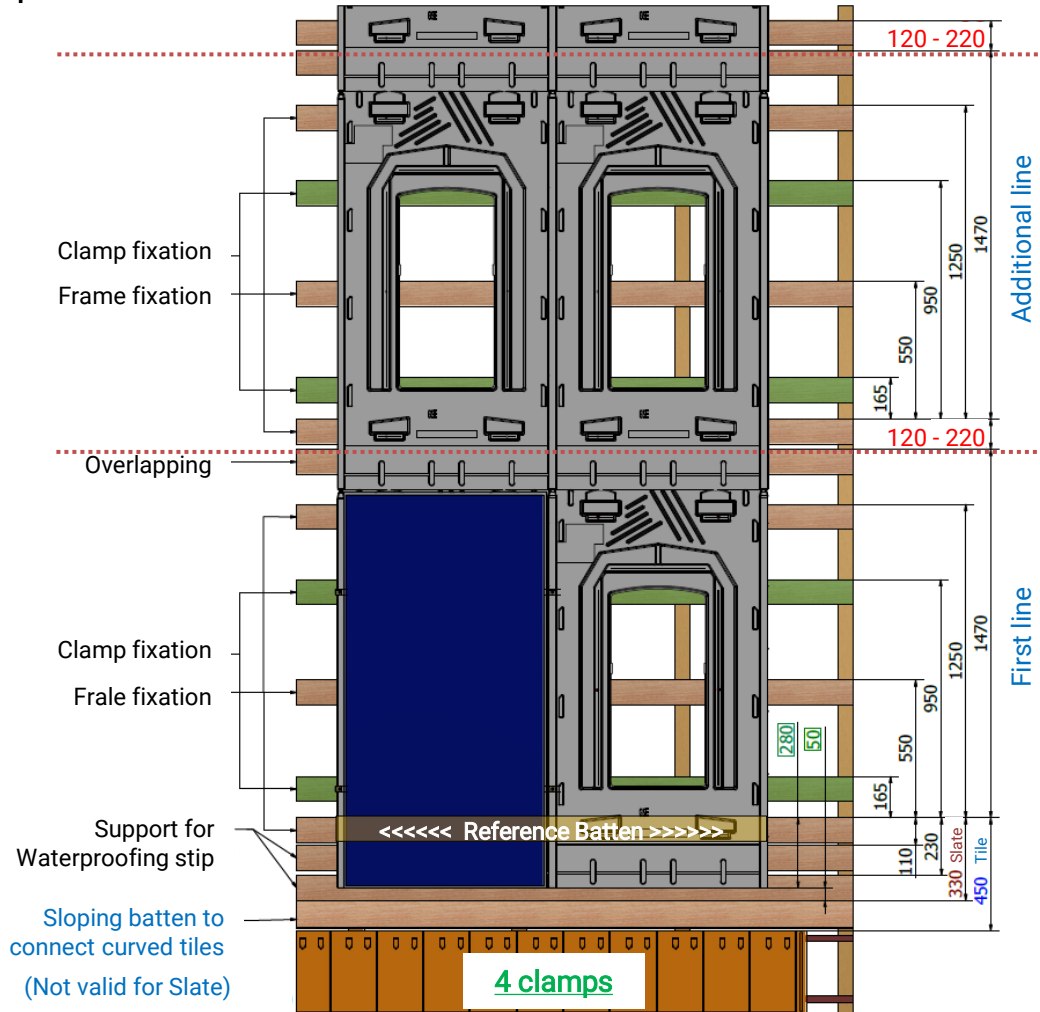 120 - 220
Clamp fixation
Frame fixation
165
550
950
1250
1470
Additional line
120 - 220
Overlapping
Clamp fixation
Frale fixation
165
550
950
1250
1470
First line
280
50
Support for
Waterproofing stip
<<<<<< Reference Batten >>>>>>
110
230
330 Slate
450 Tile
Sloping batten to
connect curved tiles
(Not valid for Slate)
4 clamps